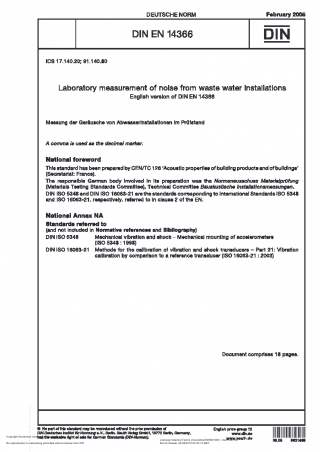 DEUTSCHE NORM
February 2005
DIN EN 14366
DIN
ICS 17.140.20; 91.140.80
Laboratory measurement of noise from waste water installations
English version of DIN EN 14366
Messung der Geräusche von Abwasserinstallationen im Prüfstand
A comma is used as the decimal marker.
National foreword
This standard has been prepared by CEN/TC 126 'Acoustic properties of building products and of buildings'
(Secretariat: France).
The responsible German body involved in its preparation was the Normenausschuss Materialprüfung
(Materials Testing Standards Committee), Technical Committee Bauakustische Installationsmessungen.
DIN ISO 5348 and DIN ISO 16063-21 are the standards corresponding to International Standards ISO 5348
and ISO 16063-21, respectively, referred to in clause 2 of the EN.
National Annex NA
Standards referred to
(and not included in Normative references and Bibliography)
DIN ISO 5348 Mechanical vibration and shock – Mechanical mounting of accelerometers
(ISO 5348 : 1998)
DIN ISO 16063-21 Methods for the calibration of vibration and shock transducers – Part 21: Vibration
calibration by comparison to a reference transducer (ISO 16063-21 : 2003)
Document comprises 18 pages.
© No part of this standard may be reproduced without the prior permission of
DIN Deutsches Institut für Normung e.V., Berlin. Beuth Verlag GmbH, 10772 Berlin, Germany,
has the exclusive right of sale for German Standards (DIN-Normen).
English price group 12
www.din.de
www.beuth.de